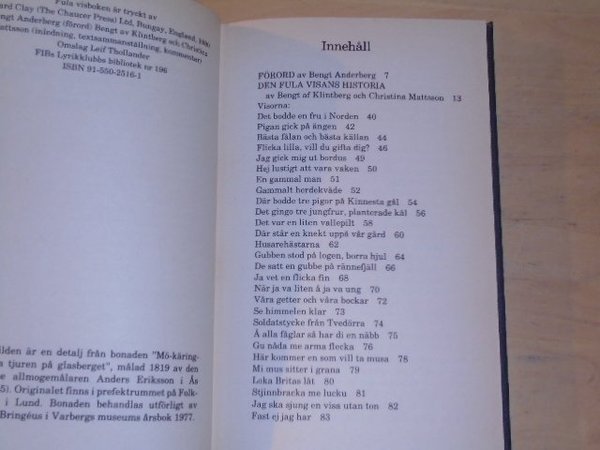 Fula visboken är tryckt av
ard Clay (The Chaucer Press) Ltd, Bungay, England, 1980
ngt Anderberg (förord) Bengt af Klintberg och Christina
attsson (inledning, textsammanställning, kommentarer)
Omslag Leif Thollander
FIBs Lyrikklubbs bibliotek nr 196
ISBN 91-550-2516-1
ilden är en detalj från bonaden "Mö-käring-
a tjuren på glasberget", målad 1819 av den
e allmogemålaren Anders Eriksson i Ås
5). Originalet finns i prefektrummet på Folk-
i Lund. Bonaden behandlas utförligt av
Bringéus i Varbergs museums årsbok 1977.
Innehåll
FÖRORD av Bengt Anderberg 7
DEN FULA VISANS HISTORIA
av Bengt af Klintberg och Christina Mattsson 13
Visorna:
Det bodde en fru i Norden 40
Pigan gick på ängen 42
Bästa fålan och bästa källan 44
Flicka lilla, vill du gifta dig? 46
Jag gick mig ut bordus 49
Hej lustigt att vara vaken 50
En gammal man 51
Gammalt herdekväde 52
Där bodde tre pigor på Kinnesta gål 54
Det gingo tre jungfrur, planterade kål 56
Det var en liten vallepilt 58
Där står en knekt uppå vår gård 60
Husarehästarna 62
Gubben stod på logen, borra hjul 64
De satt en gubbe på rännefjäll 66
Ja vet en flicka fin 68
När ja va liten å ja va ung 70
Våra getter och våra bockar 72
Se himmelen klar 73
Soldatstycke från Tvedärra 74
Å alla fåglar så har di en näbb 75
Gu nåda me arma flocka 76
Här kommer en som vill ta musa 78
Mi mus sitter i grana 79
Loka Britas låt 80
Stjinnbracka me lucku 81
Jag ska sjung en visa utan ton 82
Fast ej jag har 83